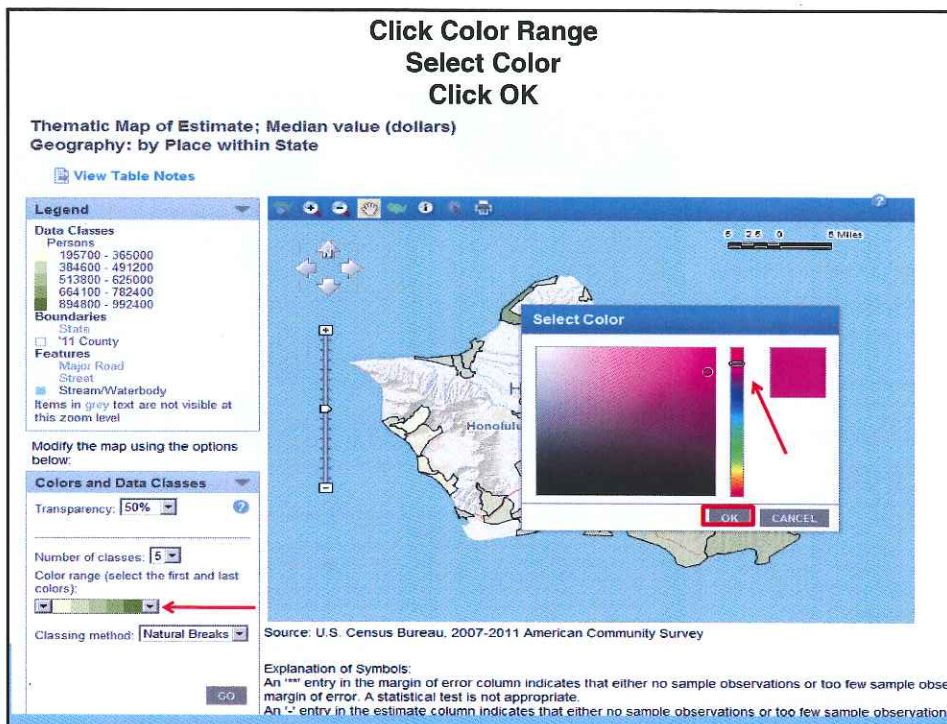 Click Color Range
Select Color
Click OK
Thematic Map of Estimate; Median value (dollars)
Geography: by Place within State
View Table Notes
Legend
Data Classes
Persons
195700 - 365000
384600 - 491200
513800 - 625000
664100 - 782400
894800 - 992400
Boundaries
State
'11 County
Features
Major Road
Street
Stream/Waterbody
Items in grey text are not visible at
this zoom level
Modify the map using the options
below:
Colors and Data Classes
Transparency: 50%
?
Number of classes: 5
Color range (select the first and last
colors):
Classing method: Natural Breaks
GO
?
5 2.5 0 5 Miles
N
Select Color
H
Honolulu
OK CANCEL
Source: U.S. Census Bureau, 2007-2011 American Community Survey
Explanation of Symbols:
An '**' entry in the margin of error column indicates that either no sample observations or too few sample obse
margin of error. A statistical test is not appropriate.
An '-' entry in the estimate column indicates that either no sample observations or too few sample observation